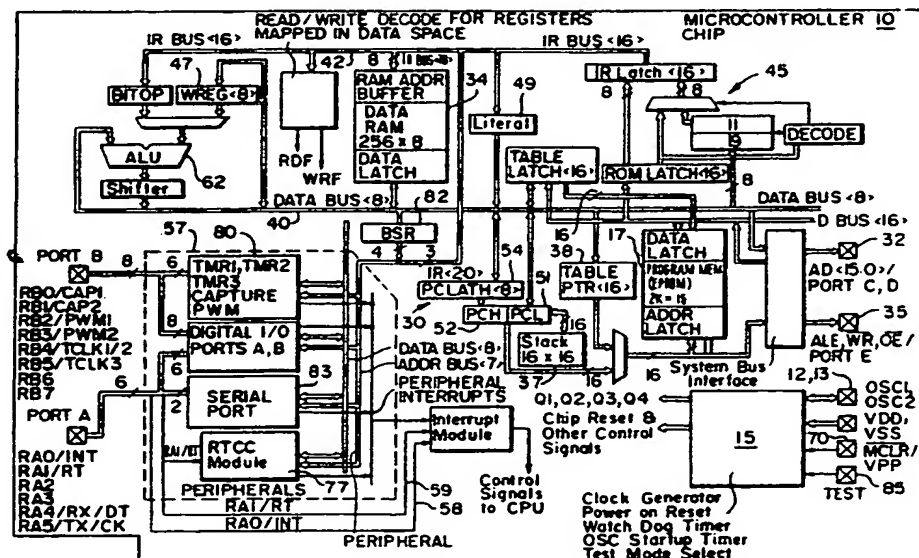 READ/WRITE DECODE FOR REGISTERS
MAPPED IN DATA SPACE
MICROCONTROLLER 10
CHIP
IR BUS<16>
47
42
8
IR BUS<16>
BITOP
WREG<8>
ALU
62
Shifter
RDF
WRF
RAM ADDR
BUFFER
DATA
RAM
256 x 8
DATA
LATCH
34
49
Literal
IR Latch <16>
8
8
45
11
19
DECODE
TABLE
LATCH<16>
ROM LATCH<16>
8
DATA BUS<8>
40
82
DATA BUS<8>
D BUS <16>
BSR
4
3
16
38
17
TABLE
PTR<16>
DATA
LATCH
PROGRAM MEM
(EPROM)
2K x 16
ADDR
LATCH
32
AD <15.0>/
PORT C, D
35
ALE, WR, OE/
PORT E
System Bus
Interface
16
IR<20>
54
PCLATH<8>
30
51
52
PCH
PCL
16
Stack
16 x 16
37
16
57
80
PORT B
8
6
TMR1, TMR2
TMR3
CAPTURE
PWM
RB0/CAP1
RB1/CAP2
RB2/PWM1
RB3/PWM2
RB4/TCLK1/2
RB5/TCLK3
RB6
RB7
8
DIGITAL I/O
PORTS A, B
DATA BUS<8>
ADDR BUS<7>
6
6
2
SERIAL
PORT
83
PERIPHERAL
INTERRUPTS
PORT A
RA0/INT
RA1/RT
RA2
RA3
RA4/RX/DT
RA5/TX/CK
RA1/RT
RTCC
Module
PERIPHERALS
77
RA1/RT
59
RA0/INT
58
PERIPHERAL
Interrupt
Module
Control
Signals
to CPU
Q1, Q2, Q3, Q4
Chip Reset &
Other Control
Signals
15
12, 13
OSC1,
OSC2
VDD,
VSS
70
MCLR/
VPP
TEST
85
Clock Generator
Power on Reset
Watch Dog Timer
OSC Startup Timer
Test Mode Select